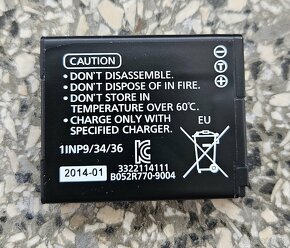 CAUTION
• DON'T DISASSEMBLE.
• DON'T DISPOSE OF IN FIRE.
• DON'T STORE IN
TEMPERATURE OVER 60℃.
• CHARGE ONLY WITH
SPECIFIED CHARGER.
1INP9/34/36
2014-01
3322114111
B052R770-9004